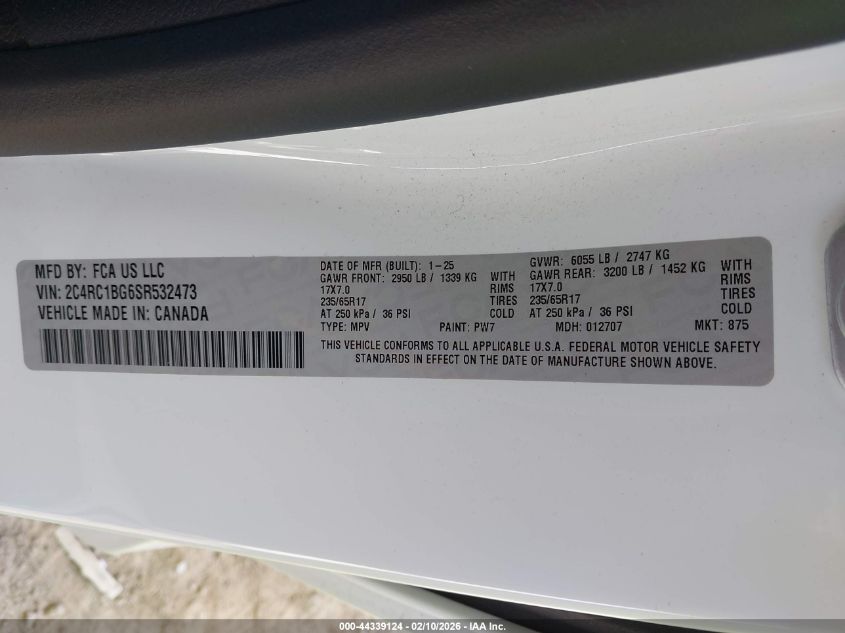 MFD BY: FCA US LLC
VIN: 2C4RC1BG6SR532473
VEHICLE MADE IN: CANADA
DATE OF MFR (BUILT): 1-25
GAWR FRONT: 2950 LB / 1339 KG WITH
17X7.0 RIMS
235/65R17 TIRES
AT 250 kPa / 36 PSI COLD
TYPE: MPV PAINT: PW7
GVWR: 6055 LB / 2747 KG
GAWR REAR: 3200 LB / 1452 KG WITH
17X7.0 RIMS
235/65R17 TIRES
AT 250 kPa / 36 PSI COLD
MDH: 012707 MKT: 875
THIS VEHICLE CONFORMS TO ALL APPLICABLE U.S.A. FEDERAL MOTOR VEHICLE SAFETY
STANDARDS IN EFFECT ON THE DATE OF MANUFACTURE SHOWN ABOVE.
000-44339124 - 02/10/2026 - IAA Inc.